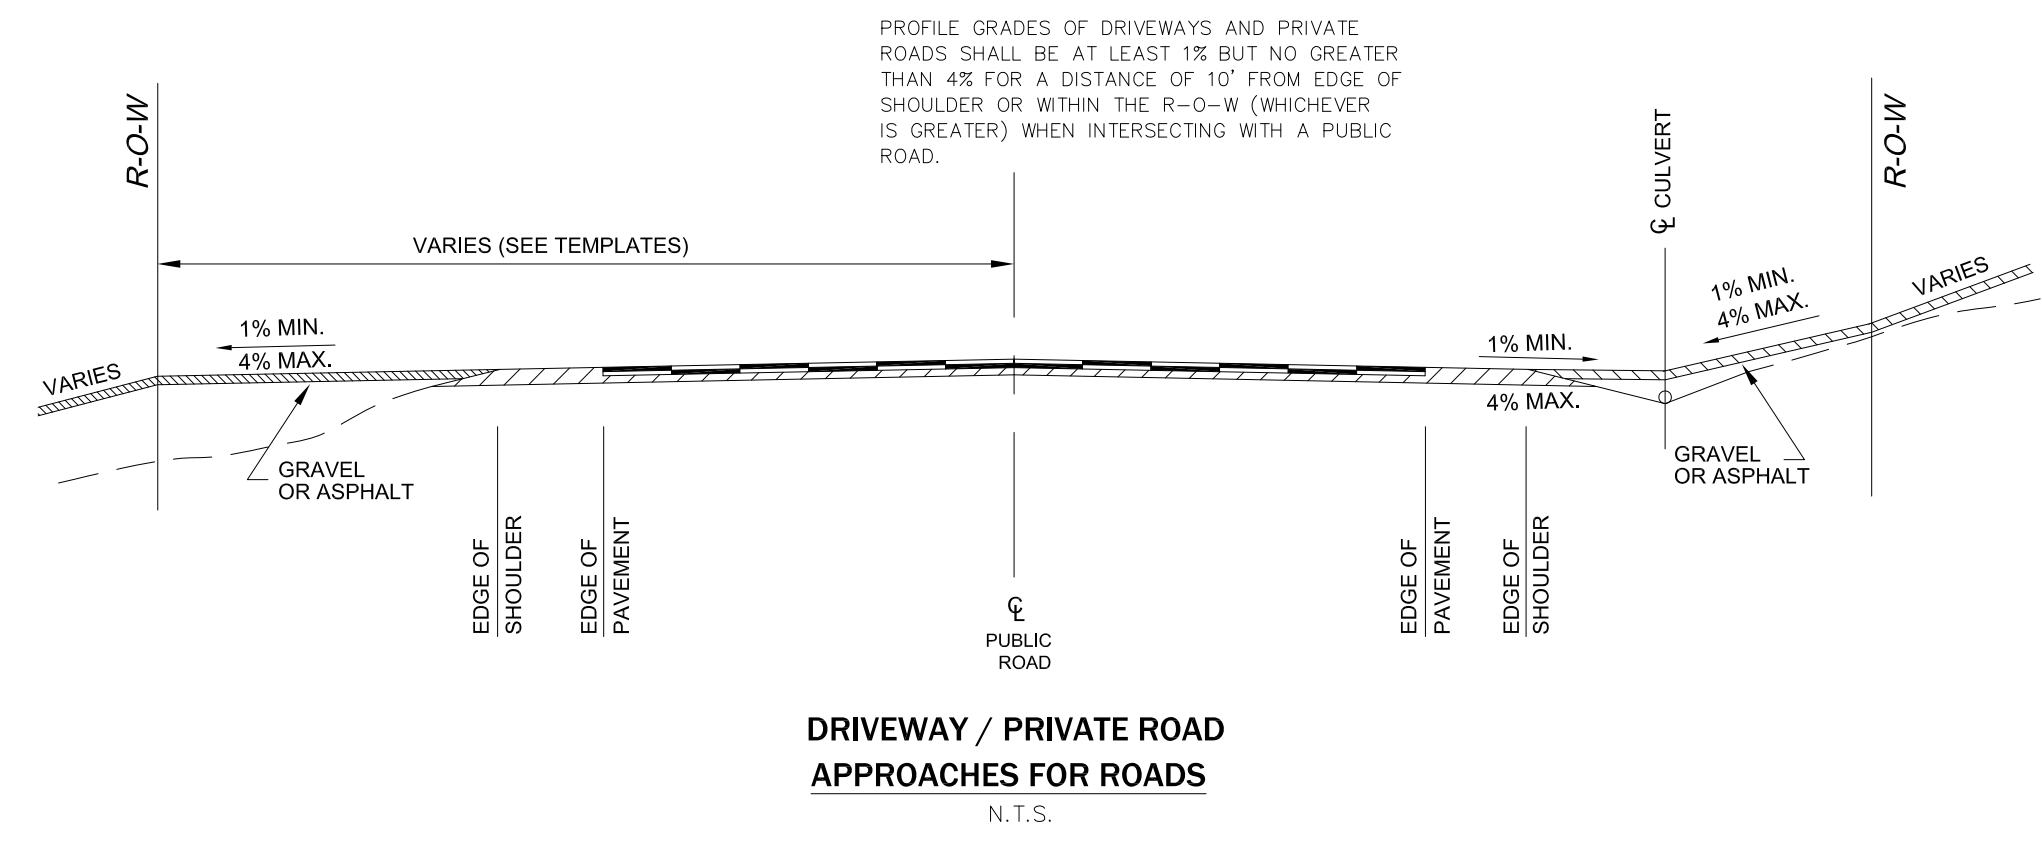 PROFILE GRADES OF DRIVEWAYS AND PRIVATE
ROADS SHALL BE AT LEAST 1% BUT NO GREATER
THAN 4% FOR A DISTANCE OF 10' FROM EDGE OF
SHOULDER OR WITHIN THE R-O-W (WHICHEVER
IS GREATER) WHEN INTERSECTING WITH A PUBLIC
ROAD.
R-O-W
℄ CULVERT
R-O-W
VARIES (SEE TEMPLATES)
VARIES
1% MIN.
4% MAX.
1% MIN.
4% MAX.
1% MIN.
4% MAX.
VARIES
GRAVEL
OR ASPHALT
GRAVEL
OR ASPHALT
EDGE OF
SHOULDER
EDGE OF
PAVEMENT
℄
PUBLIC
ROAD
EDGE OF
PAVEMENT
EDGE OF
SHOULDER
DRIVEWAY / PRIVATE ROAD
APPROACHES FOR ROADS
N.T.S.